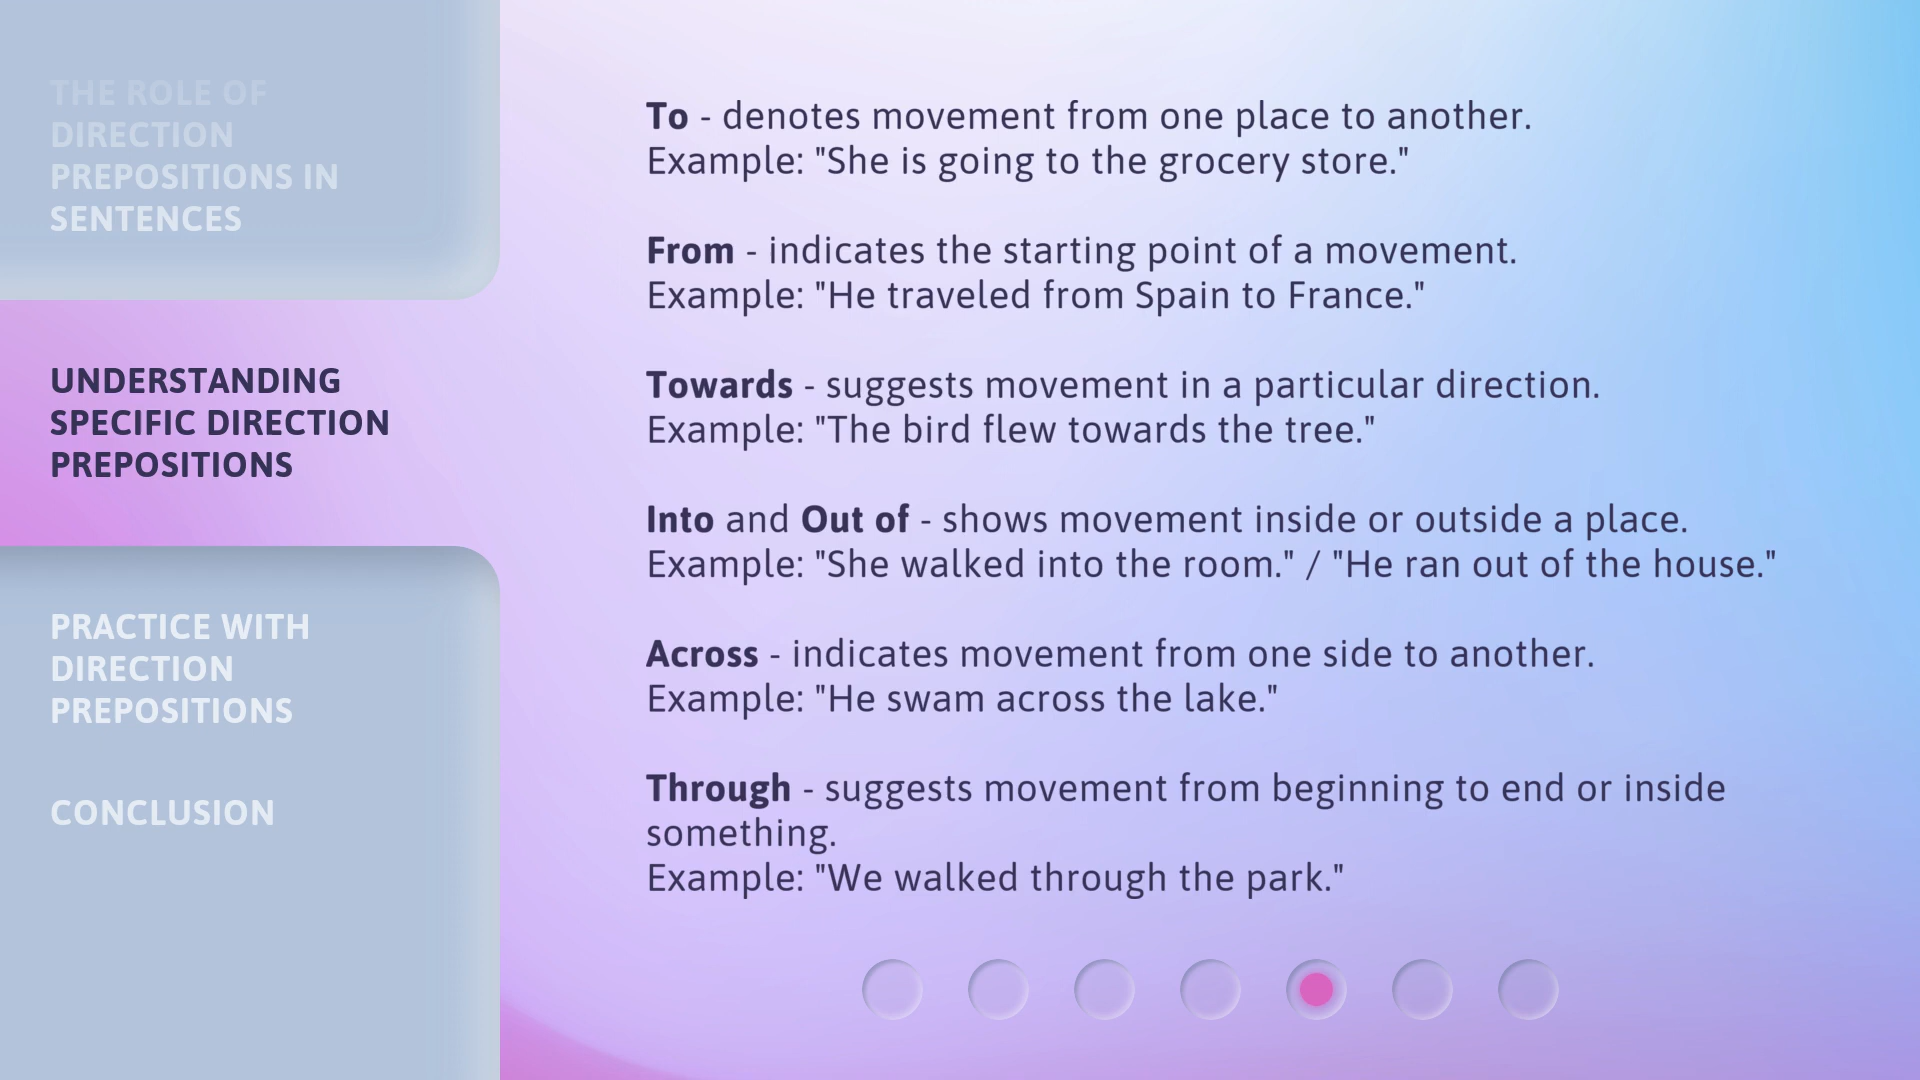 THE ROLE OF
DIRECTION
PREPOSITIONS IN
SENTENCES
UNDERSTANDING
SPECIFIC DIRECTION
PREPOSITIONS
PRACTICE WITH
DIRECTION
PREPOSITIONS
CONCLUSION
To - denotes movement from one place to another.
Example: "She is going to the grocery store."
From - indicates the starting point of a movement.
Example: "He traveled from Spain to France."
Towards - suggests movement in a particular direction.
Example: "The bird flew towards the tree."
Into and Out of - shows movement inside or outside a place.
Example: "She walked into the room." / "He ran out of the house."
Across - indicates movement from one side to another.
Example: "He swam across the lake."
Through - suggests movement from beginning to end or inside
something.
Example: "We walked through the park."